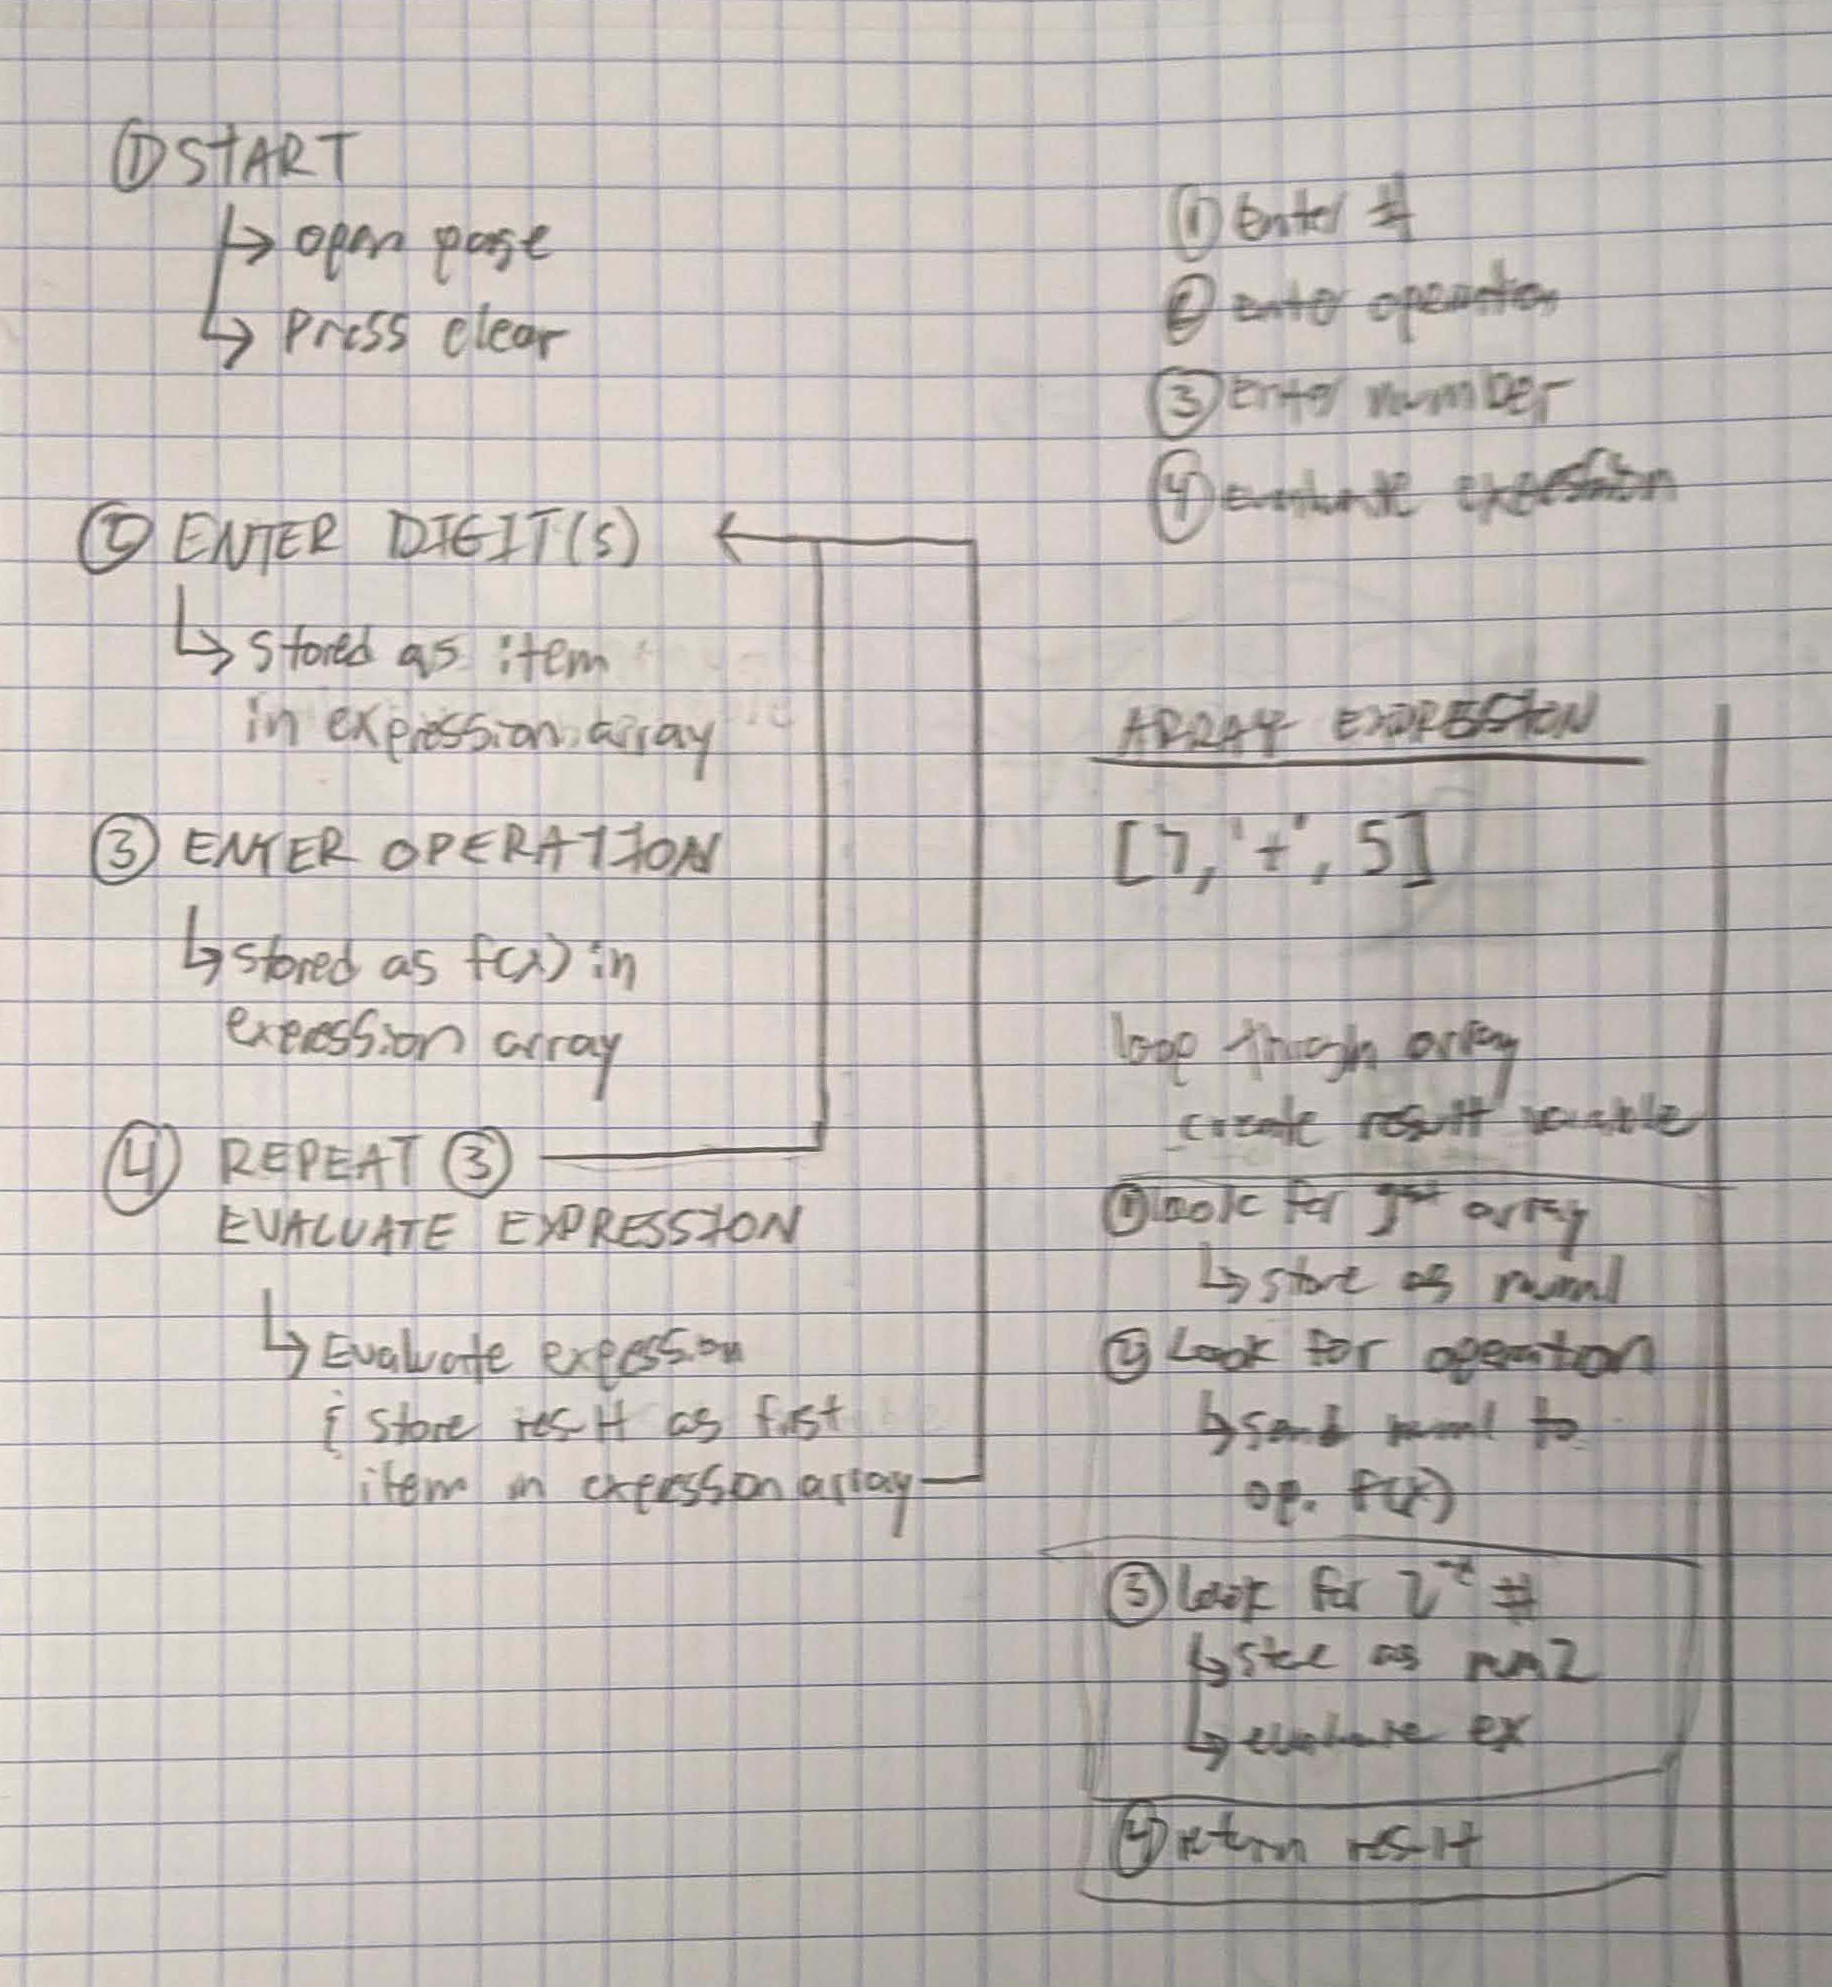 ① START
↳ open page
↳ press clear
② ENTER DIGIT(S)
↳ stored as item
in expression array
③ ENTER OPERATION
↳ stored as f(x) in
expression array
④ REPEAT ③
EVALUATE EXPRESSION
↳ Evaluate expression
& store result as first
item in expression array
① Enter #
② enter operation
③ Enter number
④ evaluate expression
ARRAY EXPRESSION
[7, '+', 5]
loop through array
create result variable
① look for 1st array
↳ store as num1
② Look for operation
↳ send num1 to
op. f(x)
③ look for 2nd #
↳ store as num2
↳ evaluate ex
④ return result